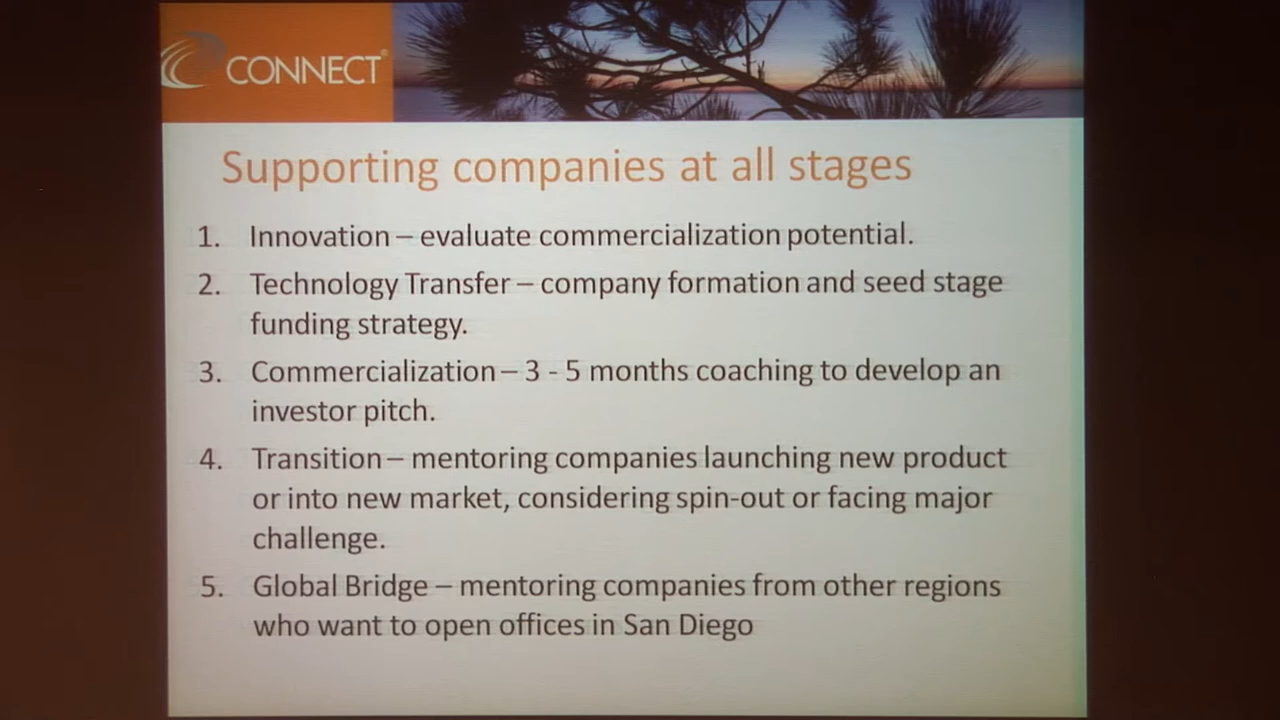 CONNECT®
Supporting companies at all stages
1. Innovation – evaluate commercialization potential.
2. Technology Transfer – company formation and seed stage
funding strategy.
3. Commercialization – 3 - 5 months coaching to develop an
investor pitch.
4. Transition – mentoring companies launching new product
or into new market, considering spin-out or facing major
challenge.
5. Global Bridge – mentoring companies from other regions
who want to open offices in San Diego